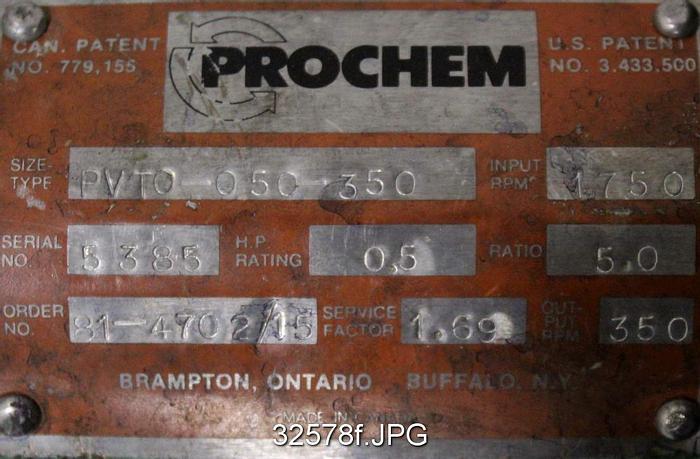 CAN. PATENT
NO. 779,155
PROCHEM
U.S. PATENT
NO. 3,433,500
SIZE-TYPE PVTO-050-350 INPUT RPM 1750
SERIAL NO. 5385 H.P. RATING 0,5 RATIO 5.0
ORDER NO. 81-4702/15 SERVICE FACTOR 1.69 OUT-PUT RPM 350
BRAMPTON, ONTARIO BUFFALO, N.Y.
MADE IN CANADA
32578f.JPG